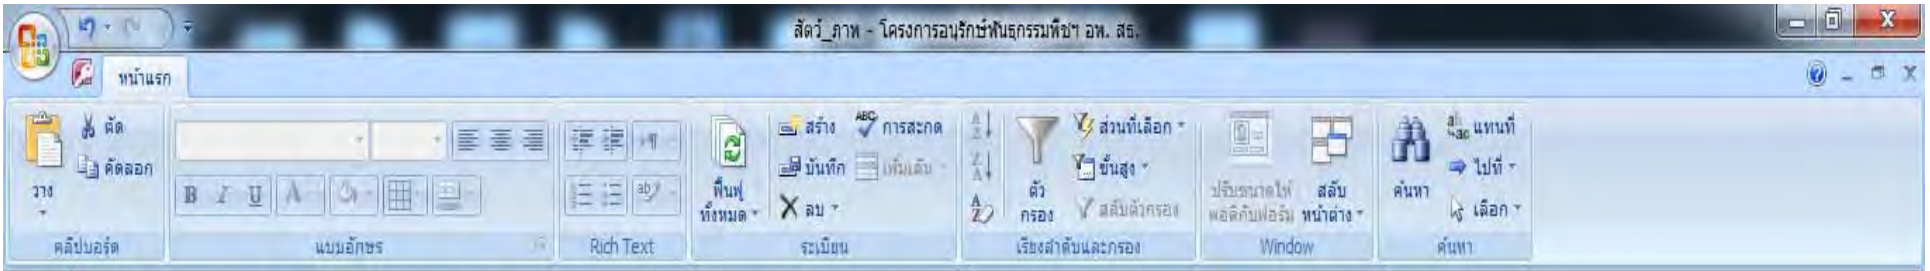 สัตว์_ภาพ - โครงการอนุรักษ์พันธุกรรมพืชฯ อพ. สธ.
หน้าแรก
วาง
ตัด
คัดลอก
คลิปบอร์ด
B I U A
แบบอักษร
ab
Rich Text
ฟื้นฟู
ทั้งหมด
สร้าง
บันทึก
ลบ
ABC การสะกด
เพิ่มเติม
ระเบียน
A Z
Z A
A Z
ตัว
กรอง
ส่วนที่เลือก
ขั้นสูง
สลับตัวกรอง
เรียงลำดับและกรอง
ปรับขนาดให้
พอดีกับฟอร์ม
สลับ
หน้าต่าง
Window
ค้นหา
ab ac แทนที่
ไปที่
เลือก
ค้นหา